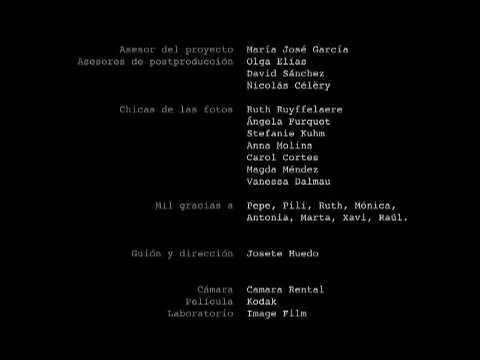 Asesor del proyecto María José García
Asesores de postproducción Olga Elías
David Sánchez
Nicolás Célèry
Chicas de las fotos Ruth Ruyffelaere
Ángela Furquet
Stefanie Kuhm
Anna Molins
Carol Cortes
Magda Méndez
Vanessa Dalmau
Mil gracias a Pepe, Pili, Ruth, Mónica,
Antonia, Marta, Xavi, Raúl.
Guión y dirección Josete Huedo
Cámara Camara Rental
Película Kodak
Laboratorio Image Film